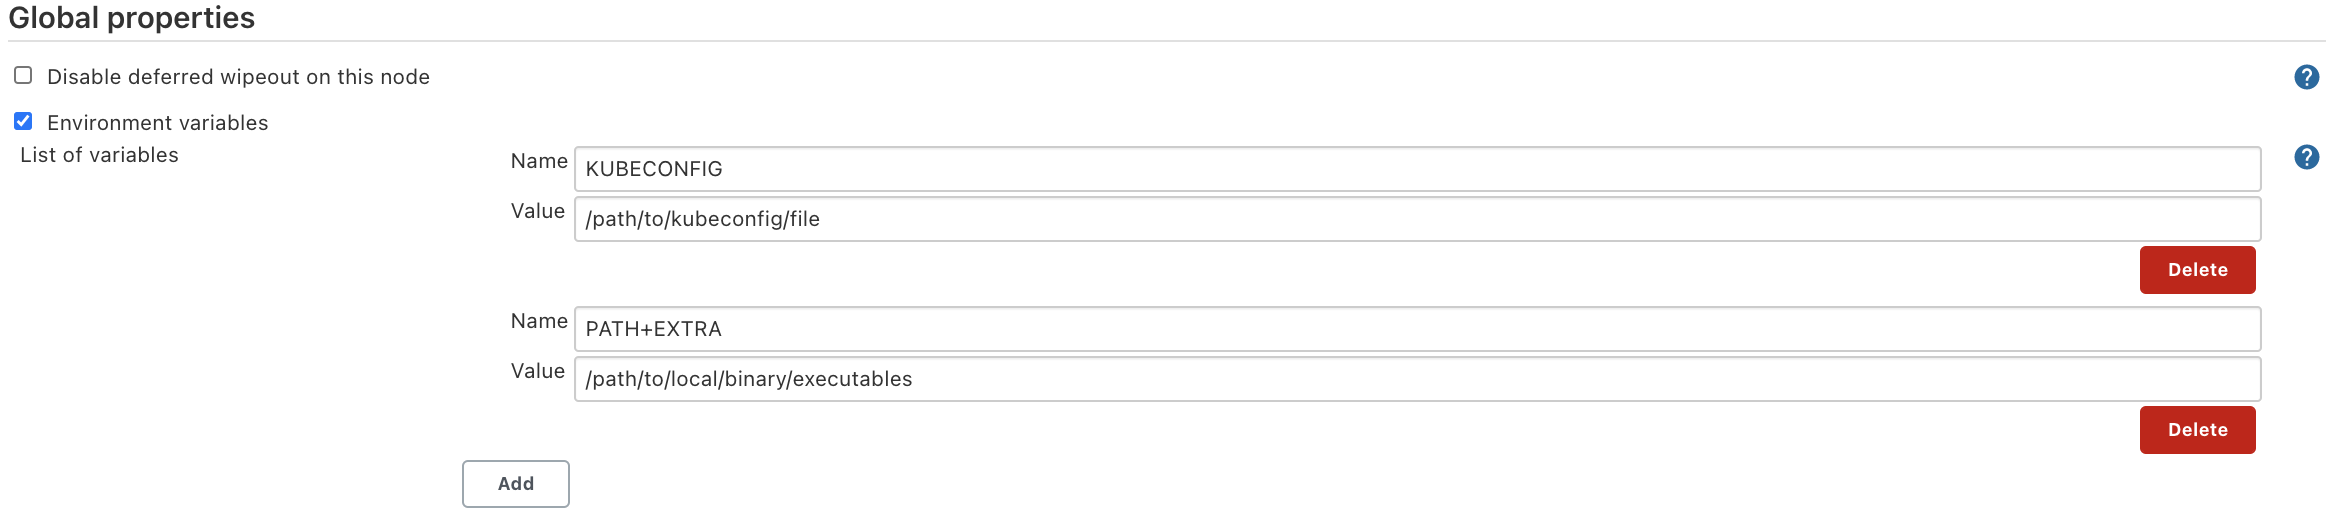 Global properties
Disable deferred wipeout on this node
?
Environment variables
List of variables
Name KUBECONFIG
?
Value /path/to/kubeconfig/file
Delete
Name PATH+EXTRA
Value /path/to/local/binary/executables
Delete
Add